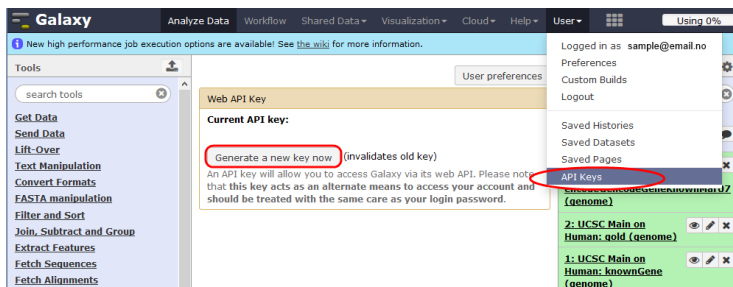 Galaxy
Analyze Data Workflow Shared Data Visualization Cloud Help User Using 0%
New high performance job execution options are available! See the wiki for more information.
Tools
search tools
Get Data
Send Data
Lift-Over
Text Manipulation
Convert Formats
FASTA manipulation
Filter and Sort
Join, Subtract and Group
Extract Features
Fetch Sequences
Fetch Alignments
User preferences
Web API Key
Current API key:
Generate a new key now (invalidates old key)
An API key will allow you to access Galaxy via its web API. Please note
that this key acts as an alternate means to access your account and
should be treated with the same care as your login password.
Logged in as sample@email.no
Preferences
Custom Builds
Logout
Saved Histories
Saved Datasets
Saved Pages
API Keys
(genome)
2: UCSC Main on
Human: gold (genome)
1: UCSC Main on
Human: knownGene
(genome)